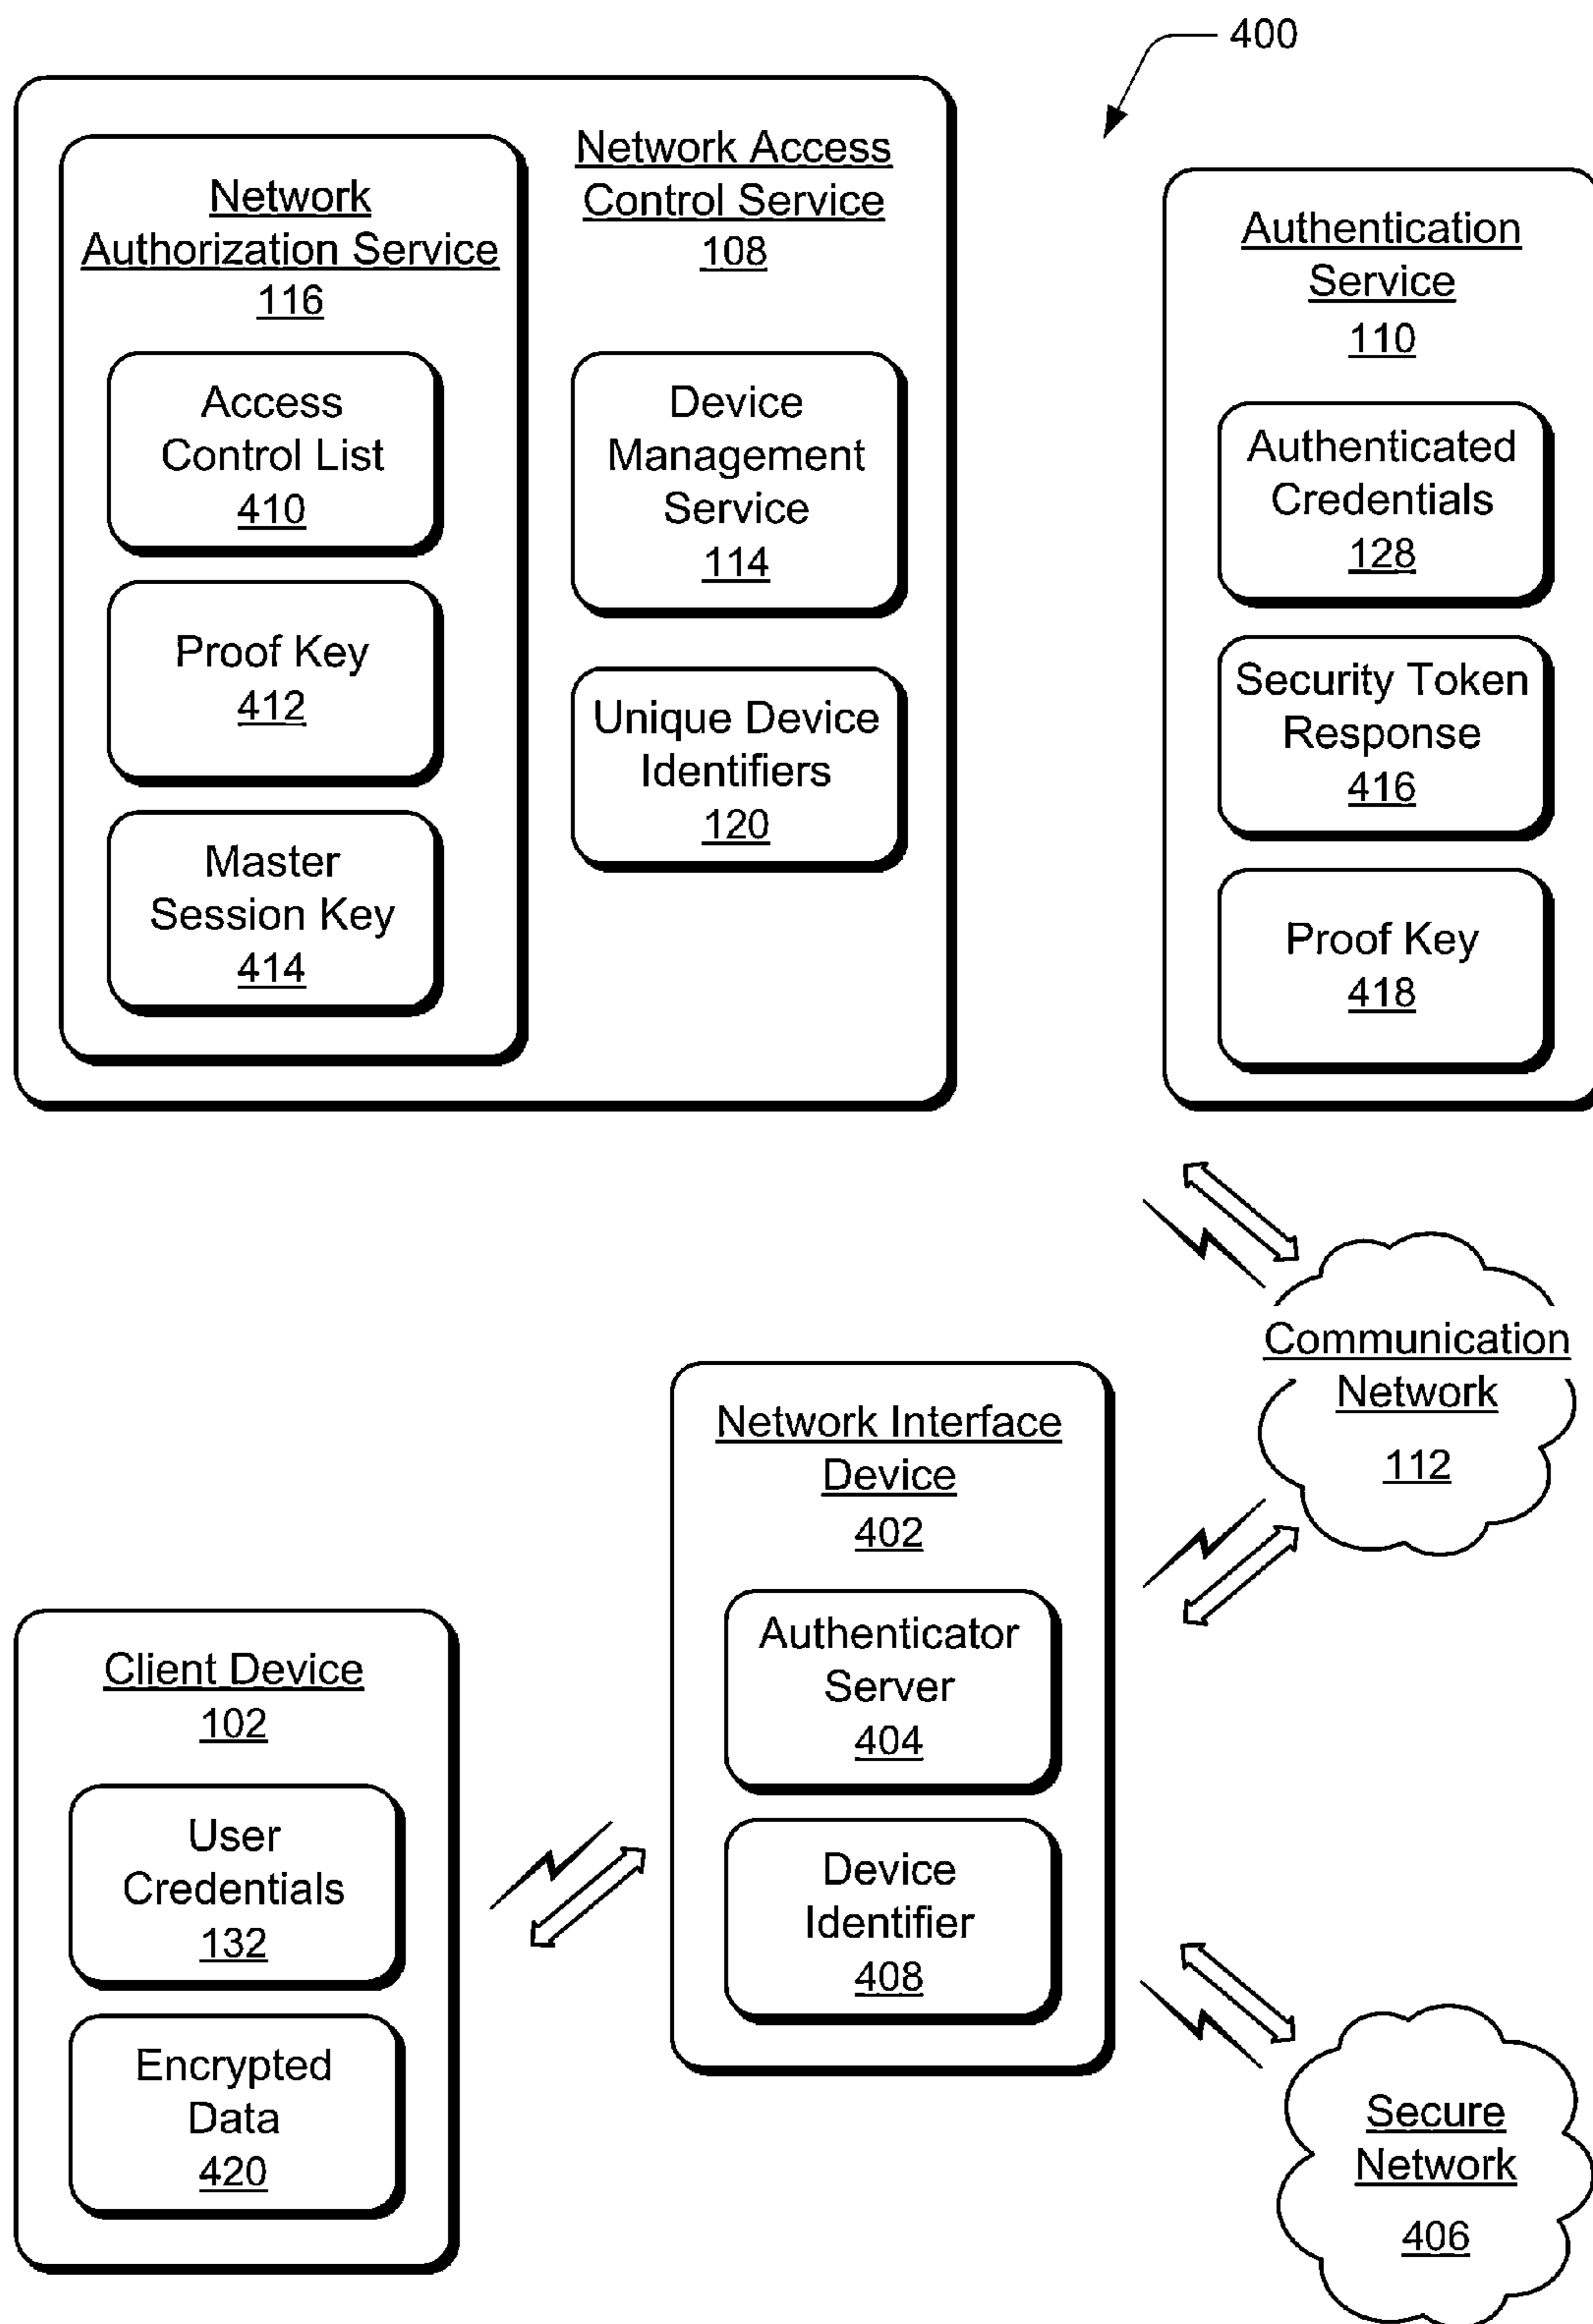 400
Network Access
Control Service
108
Network
Authorization Service
116
Access
Control List
410
Proof Key
412
Master
Session Key
414
Device
Management
Service
114
Unique Device
Identifiers
120
Authentication
Service
110
Authenticated
Credentials
128
Security Token
Response
416
Proof Key
418
Communication
Network
112
Network Interface
Device
402
Authenticator
Server
404
Device
Identifier
408
Client Device
102
User
Credentials
132
Encrypted
Data
420
Secure
Network
406